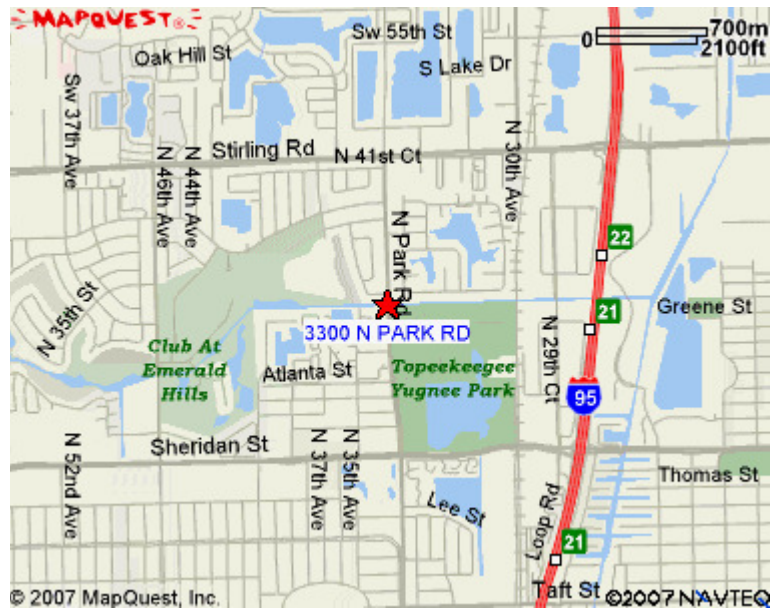 MAPQUEST®
Sw 55th St
0 700m
2100ft
Oak Hill St
S Lake Dr
Sw 37th Ave
Stirling Rd
N 41st Ct
N 46th Ave
N 44th Ave
N 30th Ave
N Park Rd
22
21
Greene St
N 35th St
3300 N PARK RD
Club At
Emerald
Hills
Atlanta St
Topeekeegee
Yugnee Park
N 29th Ct
95
Sheridan St
N 52nd Ave
N 37th Ave
N 35th Ave
Thomas St
Lee St
Loop Rd
21
Taft St
© 2007 MapQuest, Inc.
©2007 NAVTEQ